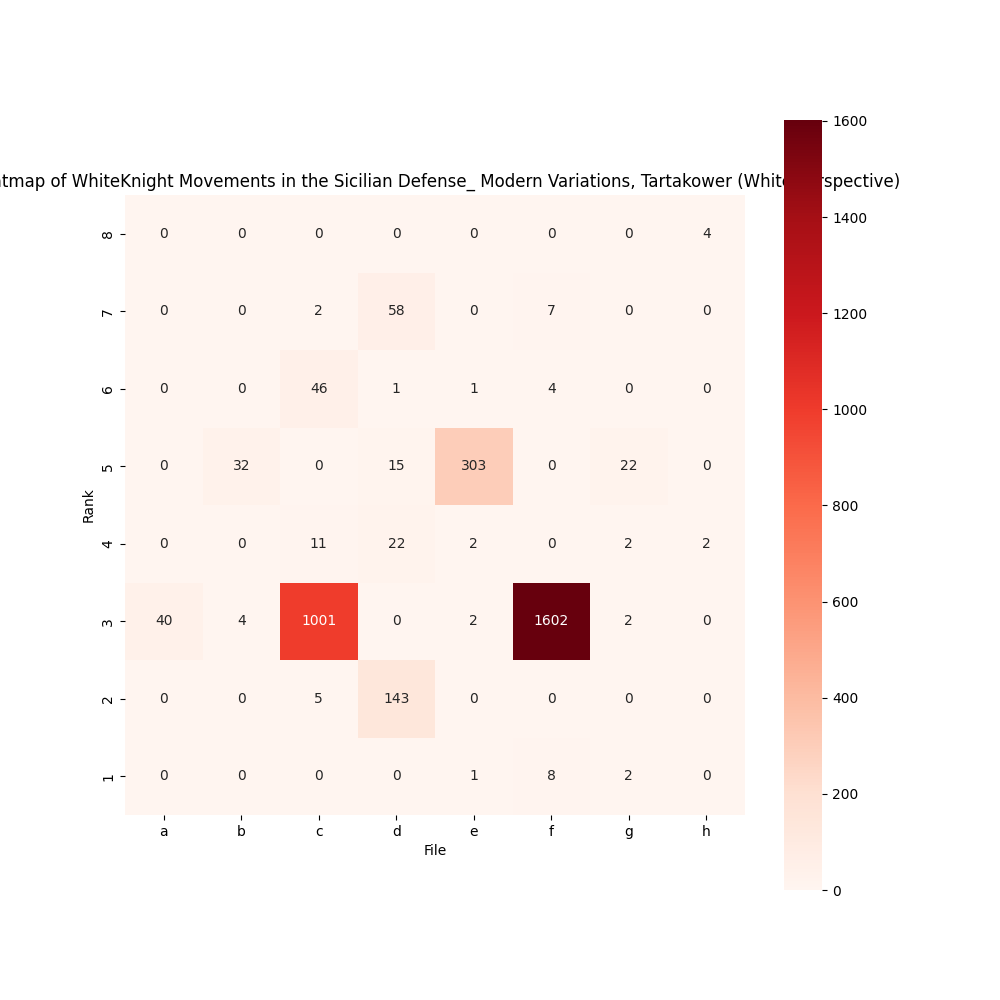 tmap of WhiteKnight Movements in the Sicilian Defense_ Modern Variations, Tartakower (White Perspective)
8 0 0 0 0 0 0 0 4
7 0 0 2 58 0 7 0 0
6 0 0 46 1 1 4 0 0
5 0 32 0 15 303 0 22 0
Rank
4 0 0 11 22 2 0 2 2
3 40 4 1001 0 2 1602 2 0
2 0 0 5 143 0 0 0 0
1 0 0 0 0 1 8 2 0
a b c d e f g h
File
1600
1400
1200
1000
800
600
400
200
0